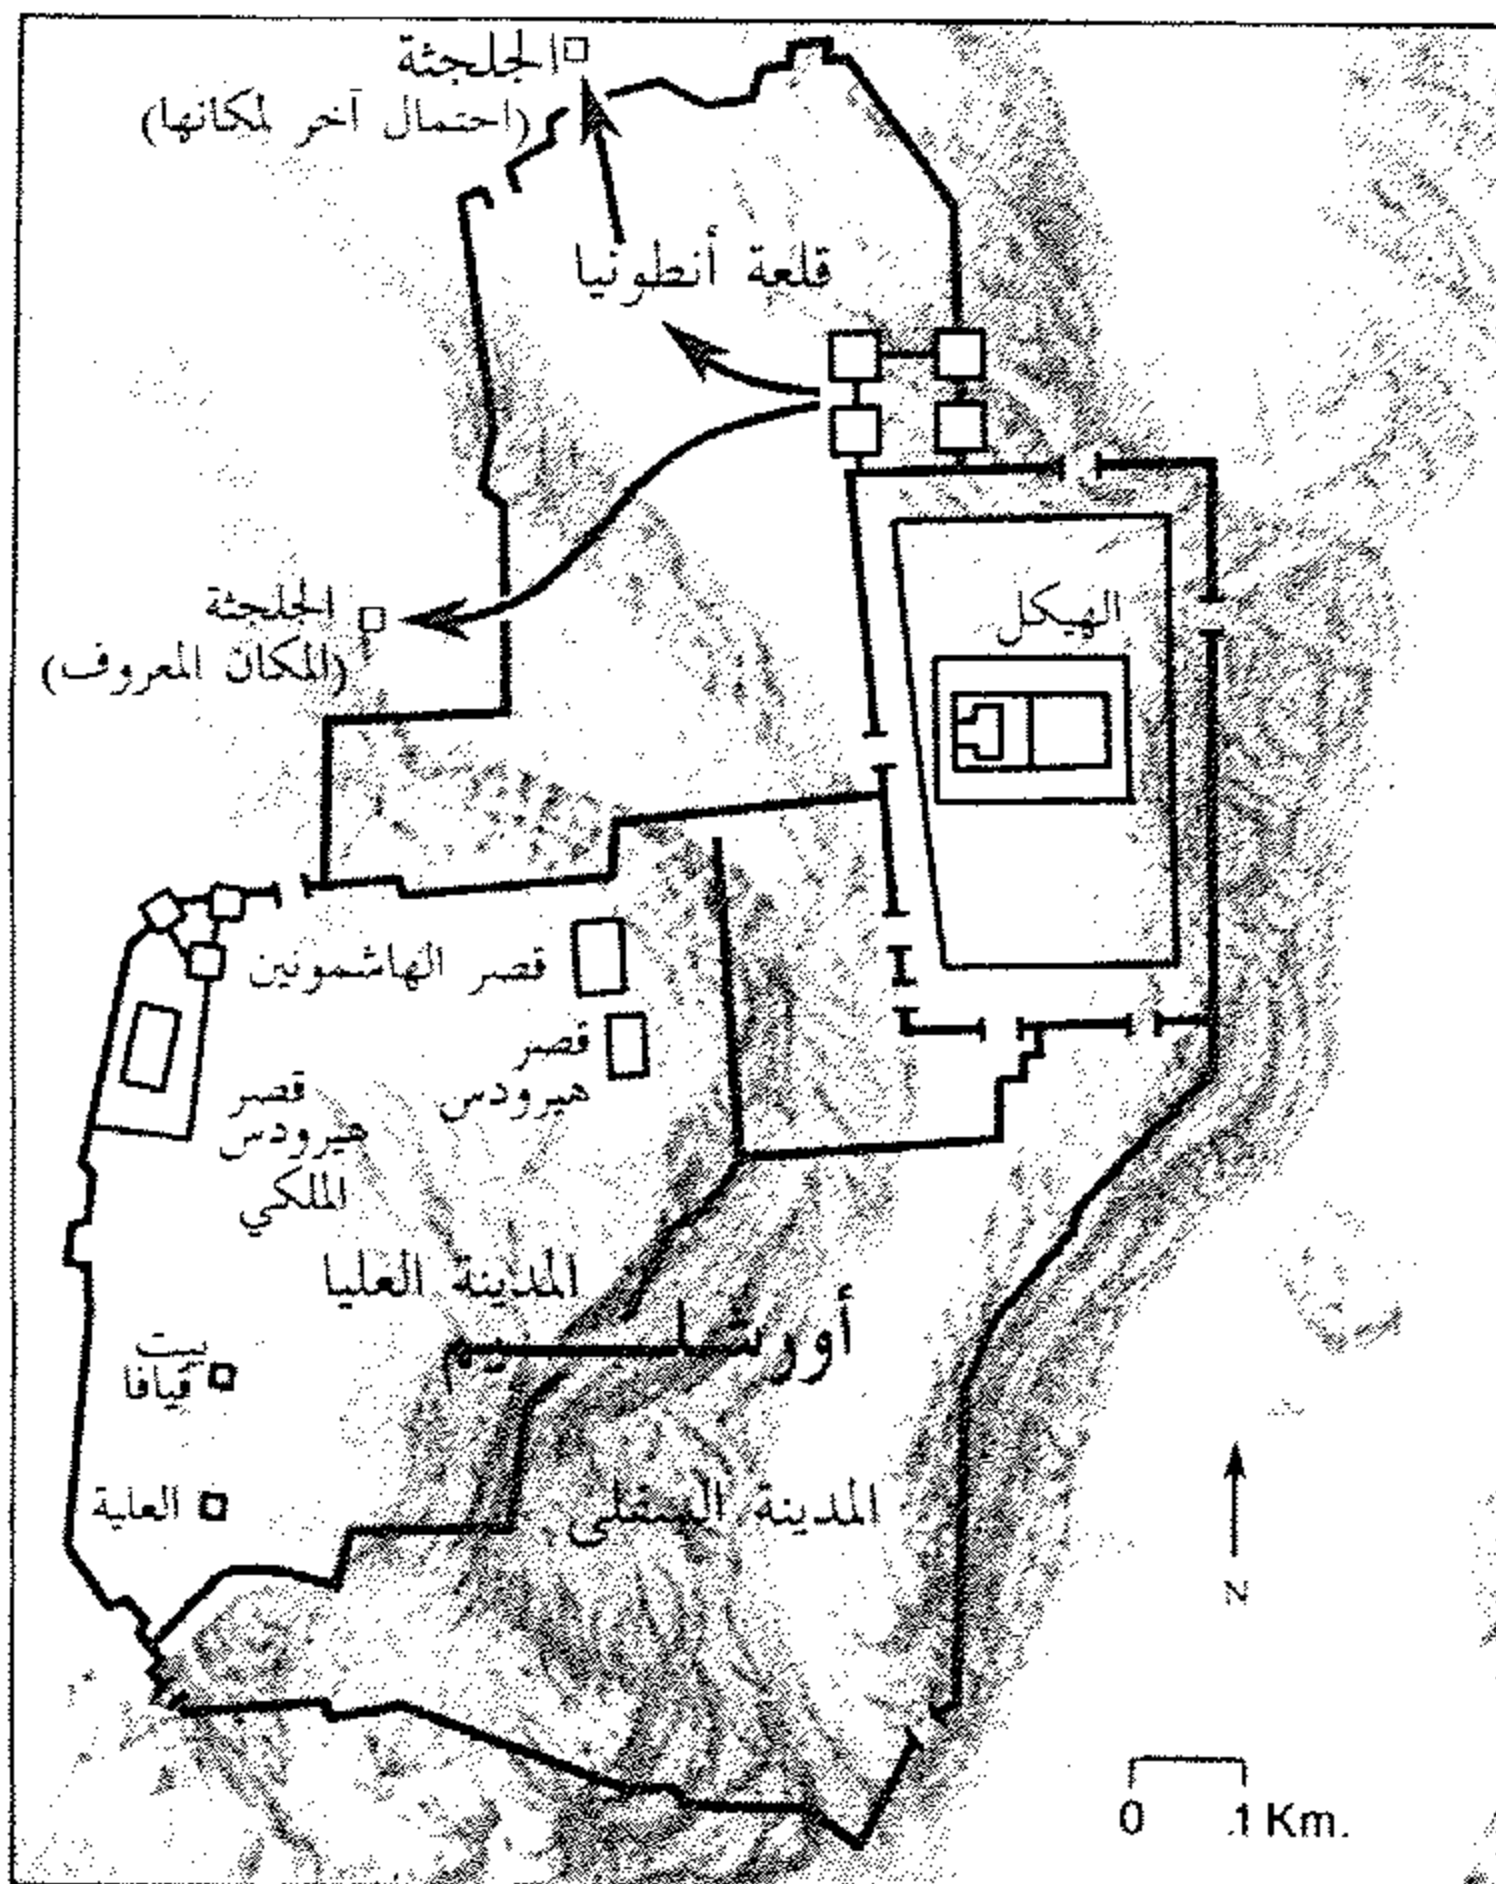 الجلجثة
(احتمال آخر لمكانها)
قلعة أنطونيا
الهيكل
الجلجثة
(المكان المعروف)
قصر الهاشمونين
قصر
هيرودس
قصر
هيرودس
الملكي
المدينة العليا
أورشليم
بيت
قيافا
العلية
المدينة السفلى
N
0 .1 Km.